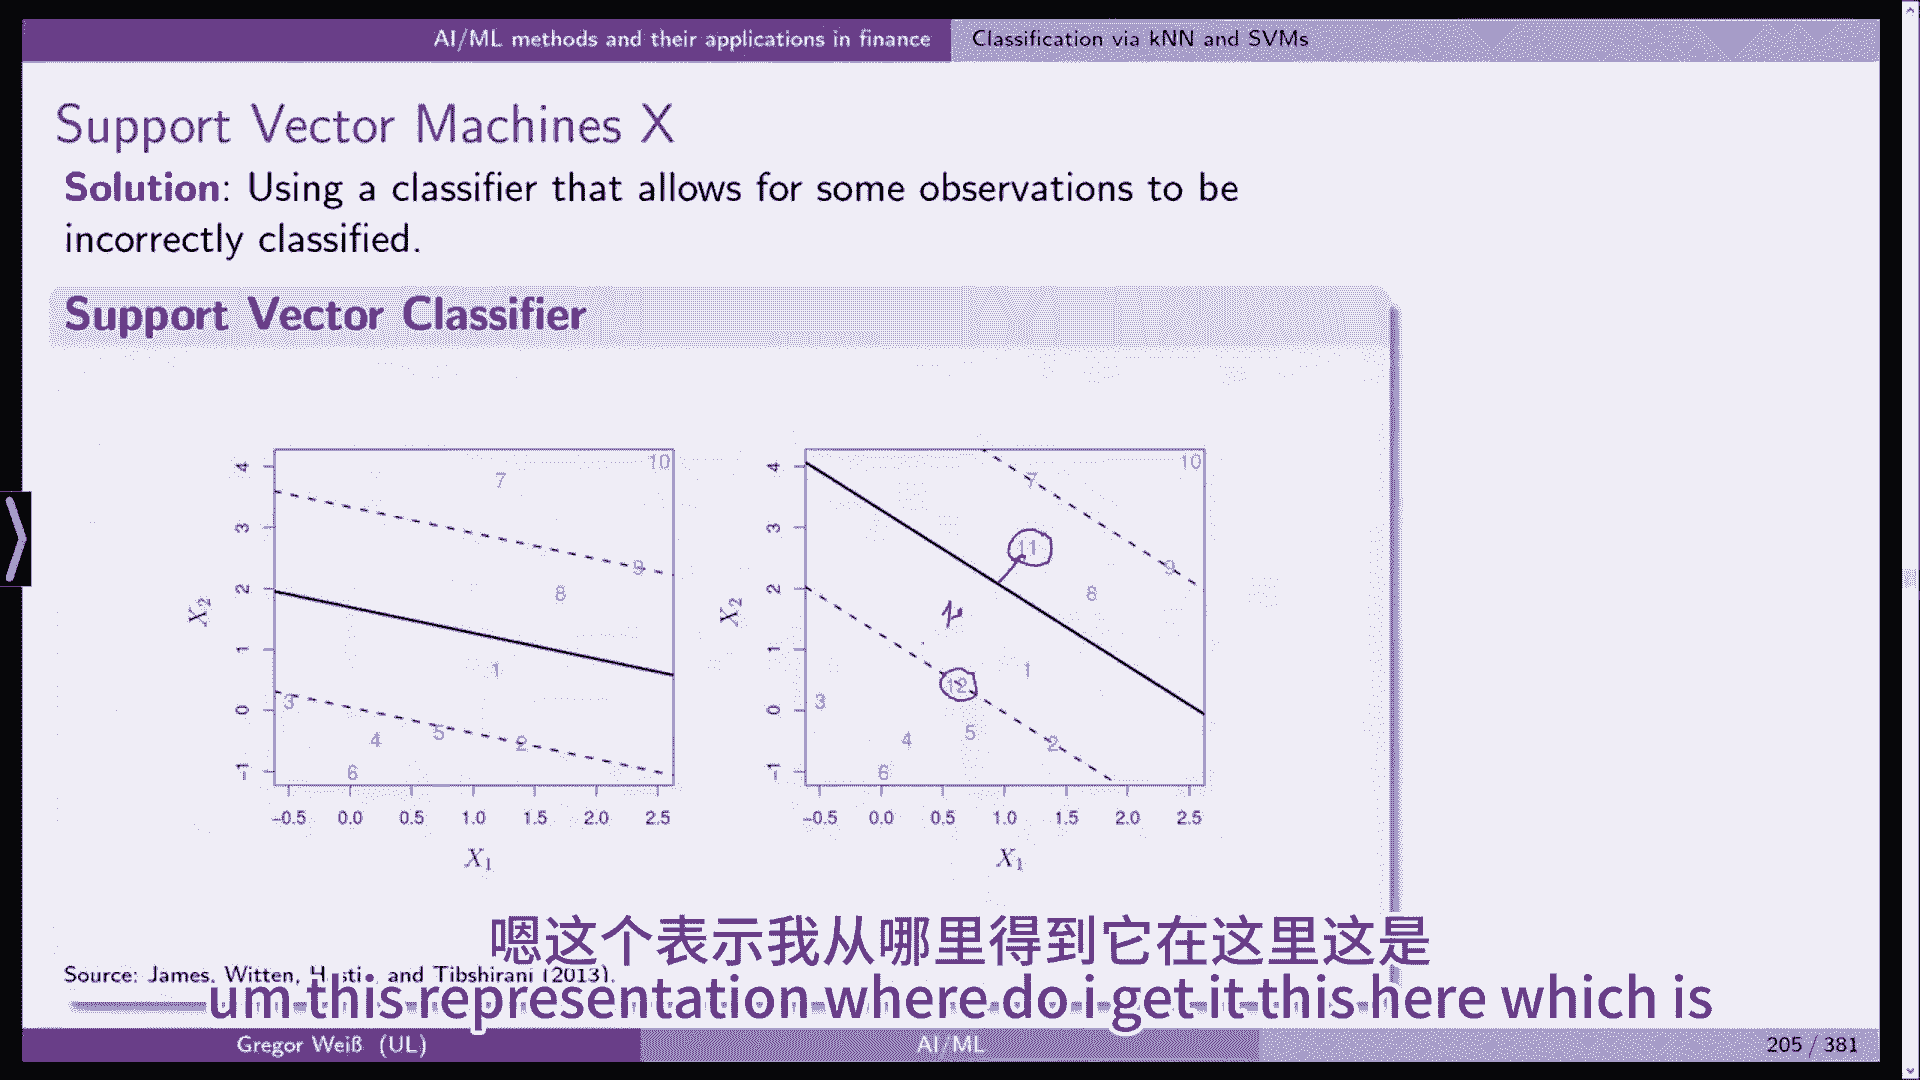 AI/ML methods and their applications in finance
Classification via kNN and SVMs
Support Vector Machines X
Solution: Using a classifier that allows for some observations to be
incorrectly classified.
Support Vector Classifier
4
3
2
1
0
-1
X2
10
7
9
8
1
3
5
4
2
6
-0.5 0.0 0.5 1.0 1.5 2.0 2.5
X1
4
3
2
1
0
-1
X2
10
7
11
9
8
1
12
3
5
4
2
6
-0.5 0.0 0.5 1.0 1.5 2.0 2.5
X1
嗯这个表示我从哪里得到它在这里这是
Source: James, Witten, Hastie, and Tibshirani (2013).
um this representation where do i get it this here which is
Gregor Weiß (UL)
AI/ML
205 / 381